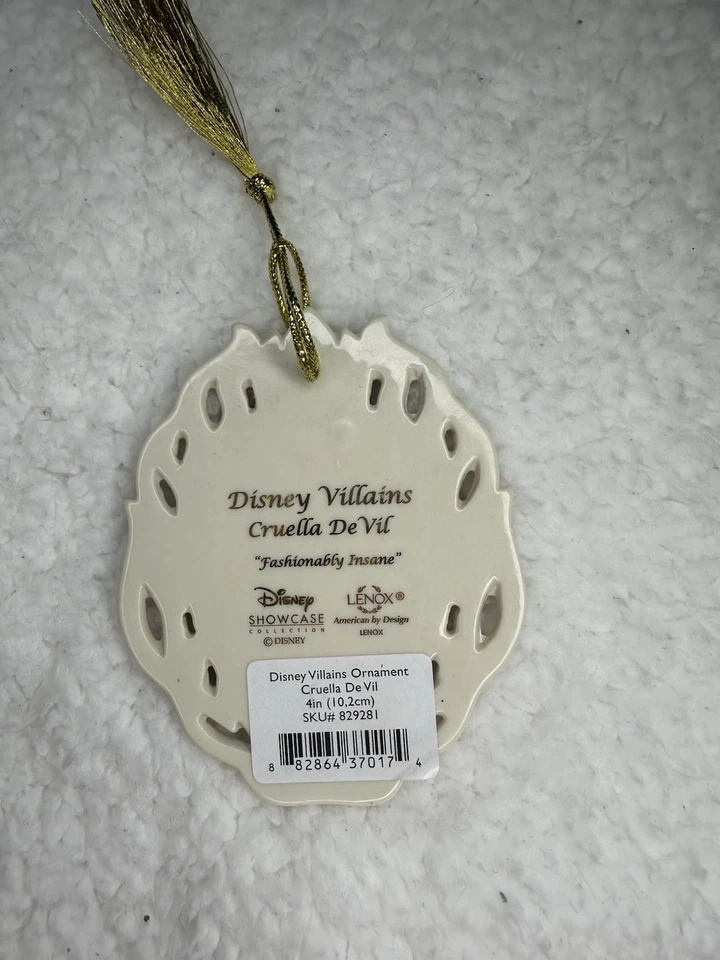 Disney Villains
Cruella De Vil
"Fashionably Insane"
Disney
SHOWCASE
COLLECTION
© DISNEY
LENOX®
American by Design
LENOX
Disney Villains Ornament
Cruella De Vil
4in (10,2cm)
SKU# 829281
8 82864 37017 4